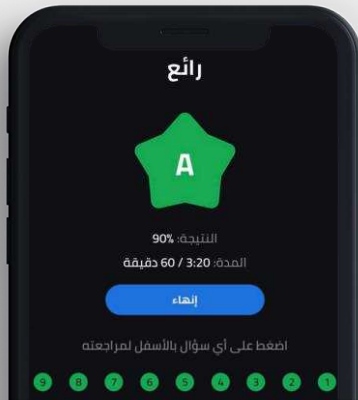 رائع
A
النتيجة: 90%
المدة: 3:20 / 60 دقيقة
إنهاء
اضغط على أي سؤال بالأسفل لمراجعته
1 2 3 4 5 6 7 8 9